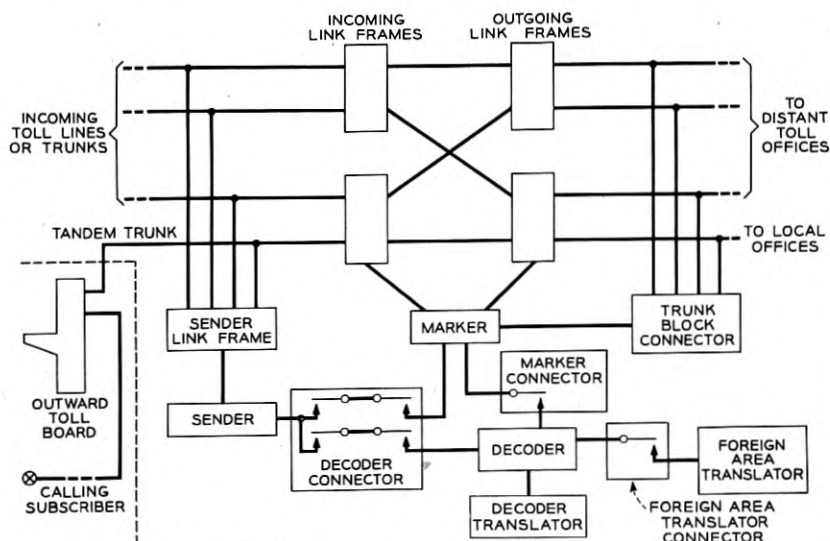 INCOMING
LINK FRAMES
OUTGOING
LINK FRAMES
INCOMING
TOLL LINES
OR TRUNKS
TO
DISTANT
TOLL
OFFICES
TANDEM TRUNK
TO LOCAL
OFFICES
SENDER
LINK FRAME
MARKER
TRUNK
BLOCK
CONNECTOR
MARKER
CONNECTOR
OUTWARD
TOLL
BOARD
SENDER
DECODER
CONNECTOR
DECODER
FOREIGN
AREA
TRANSLATOR
CALLING
SUBSCRIBER
DECODER
TRANSLATOR
FOREIGN AREA
TRANSLATOR
CONNECTOR